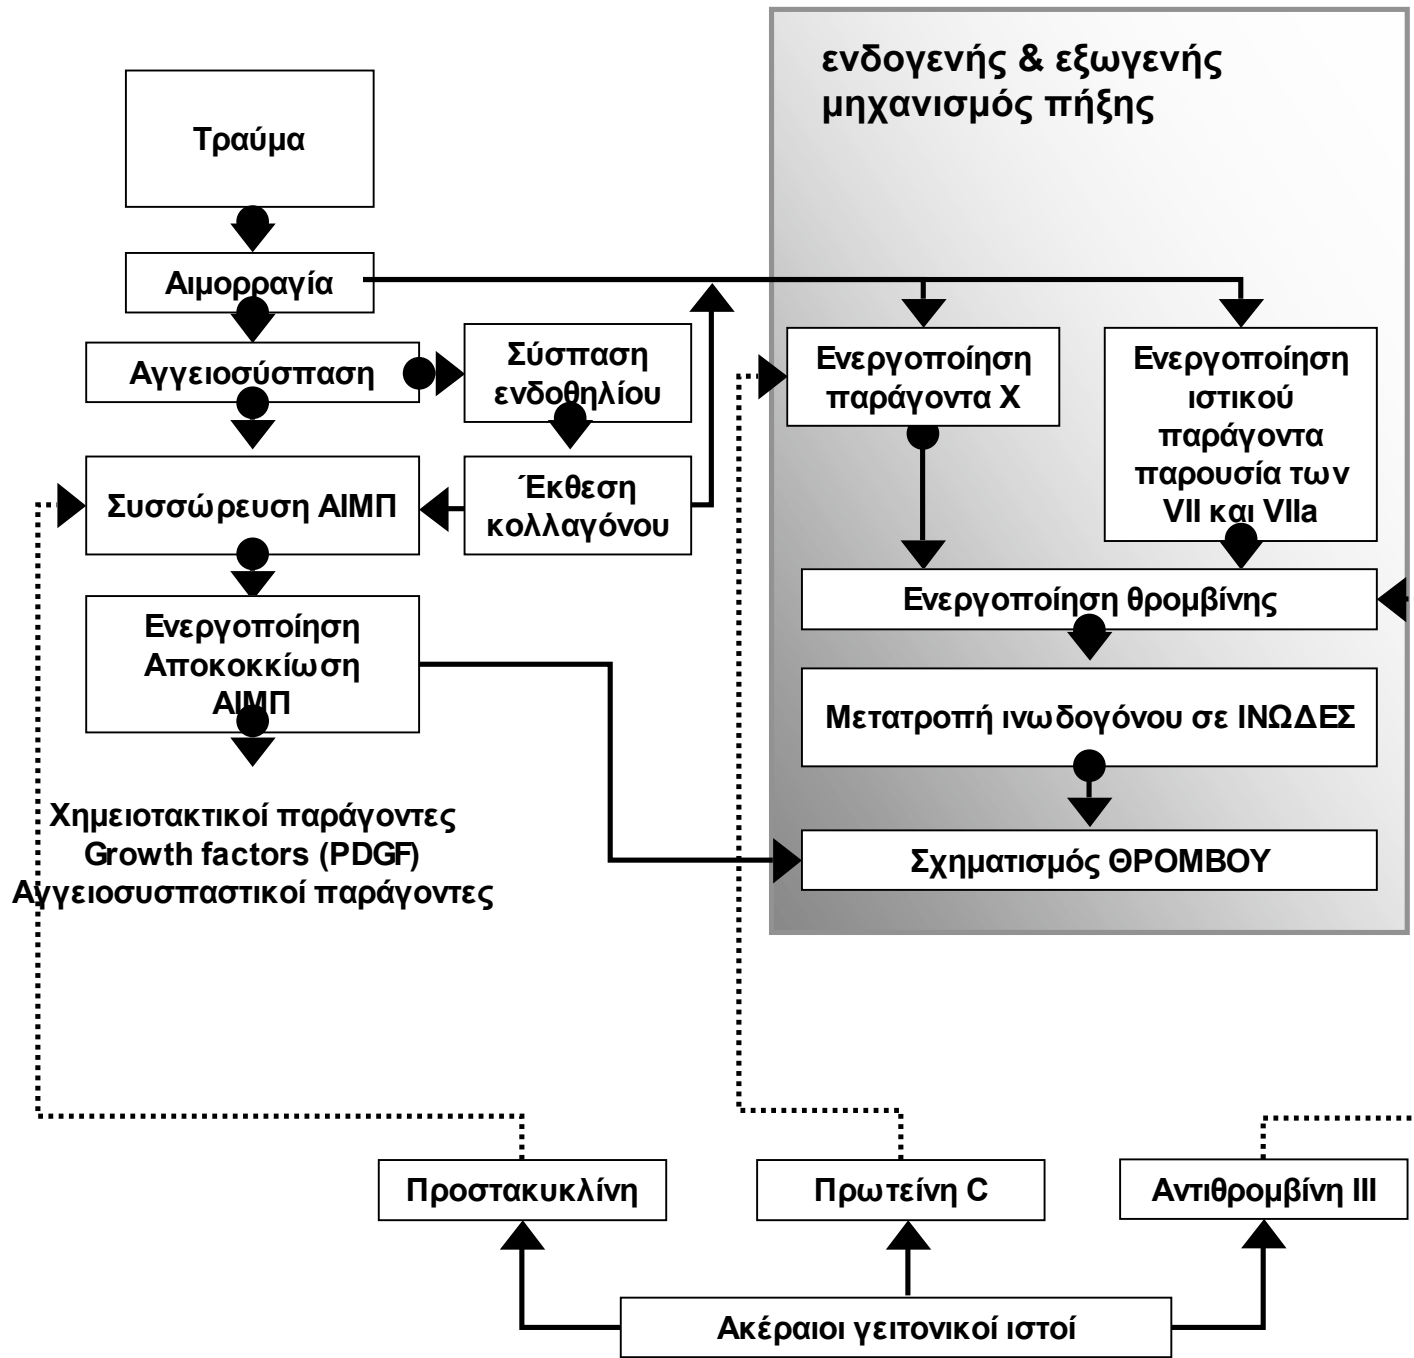 ενδογενής & εξωγενής
μηχανισμός πήξης
Τραύμα
Αιμορραγία
Αγγειοσύσπαση
Σύσπαση
ενδοθηλίου
Ενεργοποίηση
παράγοντα Χ
Ενεργοποίηση
ιστικού
παράγοντα
παρουσία των
VII και VIIa
Συσσώρευση ΑΙΜΠ
Έκθεση
κολλαγόνου
Ενεργοποίηση
Αποκοκκίωση
ΑΙΜΠ
Ενεργοποίηση θρομβίνης
Μετατροπή ινωδογόνου σε ΙΝΩΔΕΣ
Χημειοτακτικοί παράγοντες
Growth factors (PDGF)
Αγγειοσυσπαστικοί παράγοντες
Σχηματισμός ΘΡΟΜΒΟΥ
Προστακυκλίνη
Πρωτείνη C
Αντιθρομβίνη III
Ακέραιοι γειτονικοί ιστοί